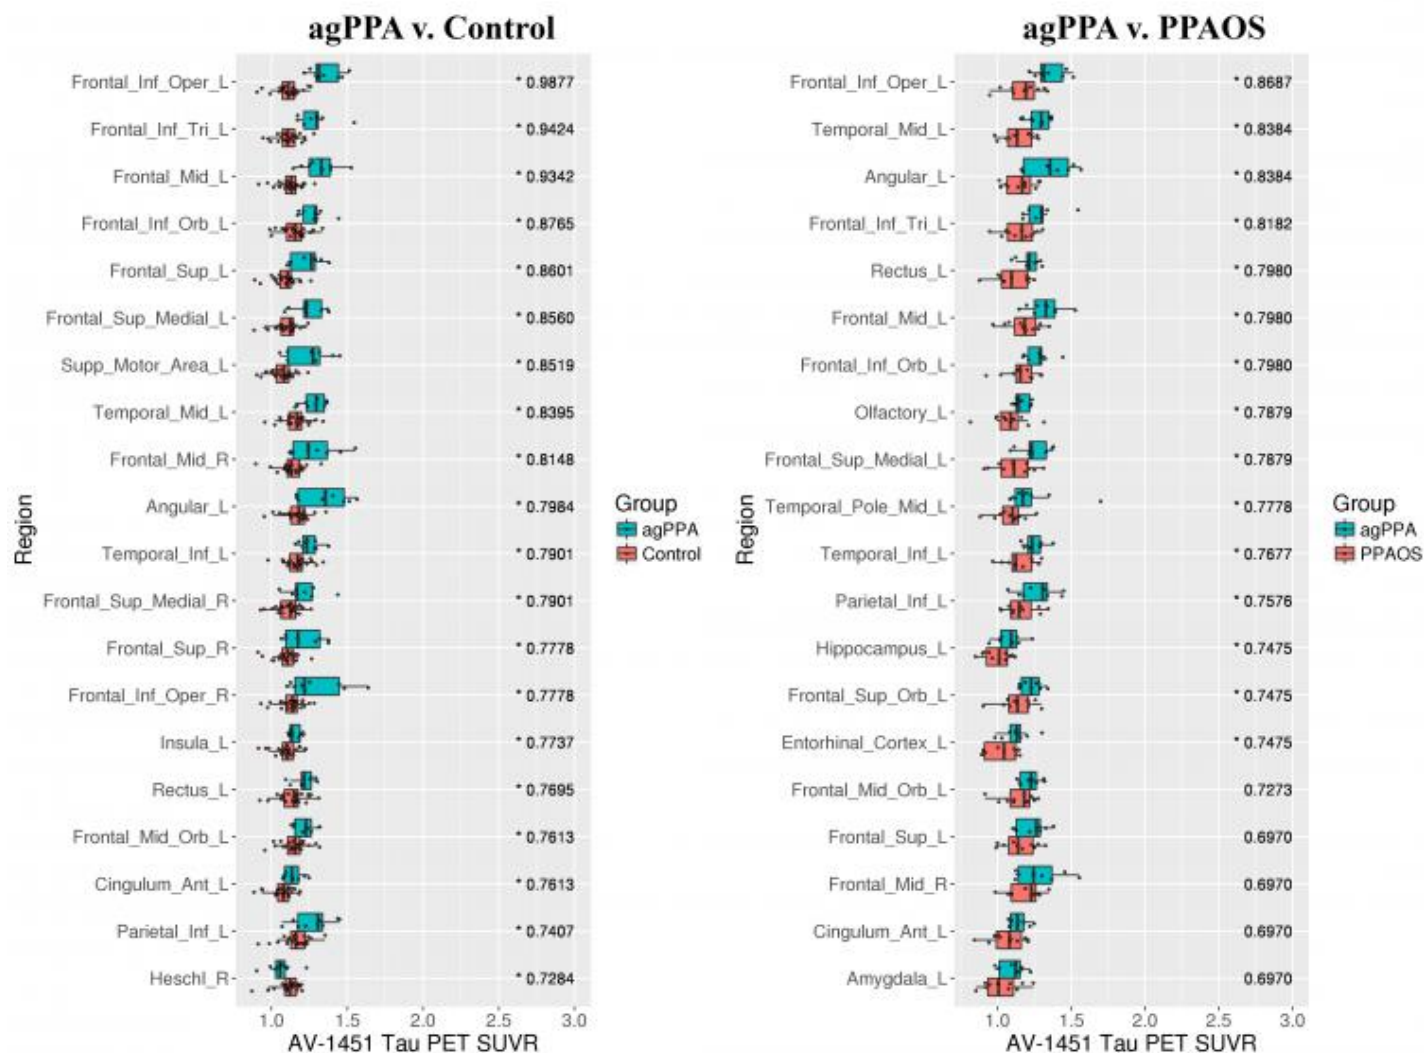 agPPA v. Control
Region
Frontal_Inf_Oper_L * 0.9877
Frontal_Inf_Tri_L * 0.9424
Frontal_Mid_L * 0.9342
Frontal_Inf_Orb_L * 0.8765
Frontal_Sup_L * 0.8601
Frontal_Sup_Medial_L * 0.8560
Supp_Motor_Area_L * 0.8519
Temporal_Mid_L * 0.8395
Frontal_Mid_R * 0.8148
Angular_L * 0.7984
Temporal_Inf_L * 0.7901
Frontal_Sup_Medial_R * 0.7901
Frontal_Sup_R * 0.7778
Frontal_Inf_Oper_R * 0.7778
Insula_L * 0.7737
Rectus_L * 0.7695
Frontal_Mid_Orb_L * 0.7613
Cingulum_Ant_L * 0.7613
Parietal_Inf_L * 0.7407
Heschl_R * 0.7284
1.0 1.5 2.0 2.5 3.0
AV-1451 Tau PET SUVR
Group
agPPA
Control
agPPA v. PPAOS
Region
Frontal_Inf_Oper_L * 0.8687
Temporal_Mid_L * 0.8384
Angular_L * 0.8384
Frontal_Inf_Tri_L * 0.8182
Rectus_L * 0.7980
Frontal_Mid_L * 0.7980
Frontal_Inf_Orb_L * 0.7980
Olfactory_L * 0.7879
Frontal_Sup_Medial_L * 0.7879
Temporal_Pole_Mid_L * 0.7778
Temporal_Inf_L * 0.7677
Parietal_Inf_L * 0.7576
Hippocampus_L * 0.7475
Frontal_Sup_Orb_L * 0.7475
Entorhinal_Cortex_L * 0.7475
Frontal_Mid_Orb_L 0.7273
Frontal_Sup_L 0.6970
Frontal_Mid_R 0.6970
Cingulum_Ant_L 0.6970
Amygdala_L 0.6970
1.0 1.5 2.0 2.5 3.0
AV-1451 Tau PET SUVR
Group
agPPA
PPAOS